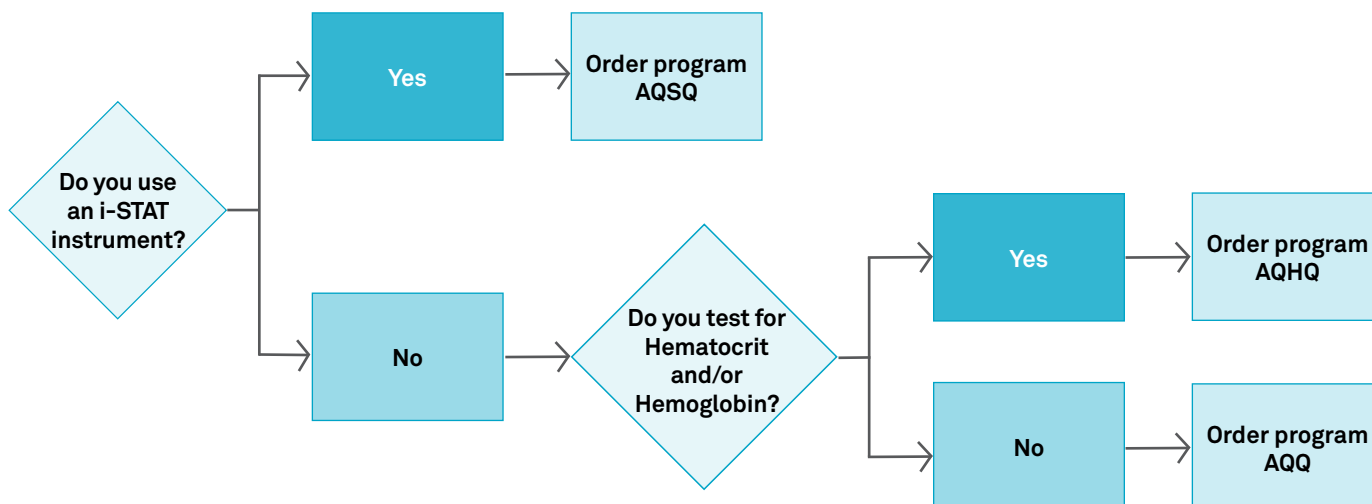 Do you use
an i-STAT
instrument?
Yes
Order program
AQSQ
No
Do you test for
Hematocrit
and/or
Hemoglobin?
Yes
Order program
AQHQ
No
Order program
AQQ